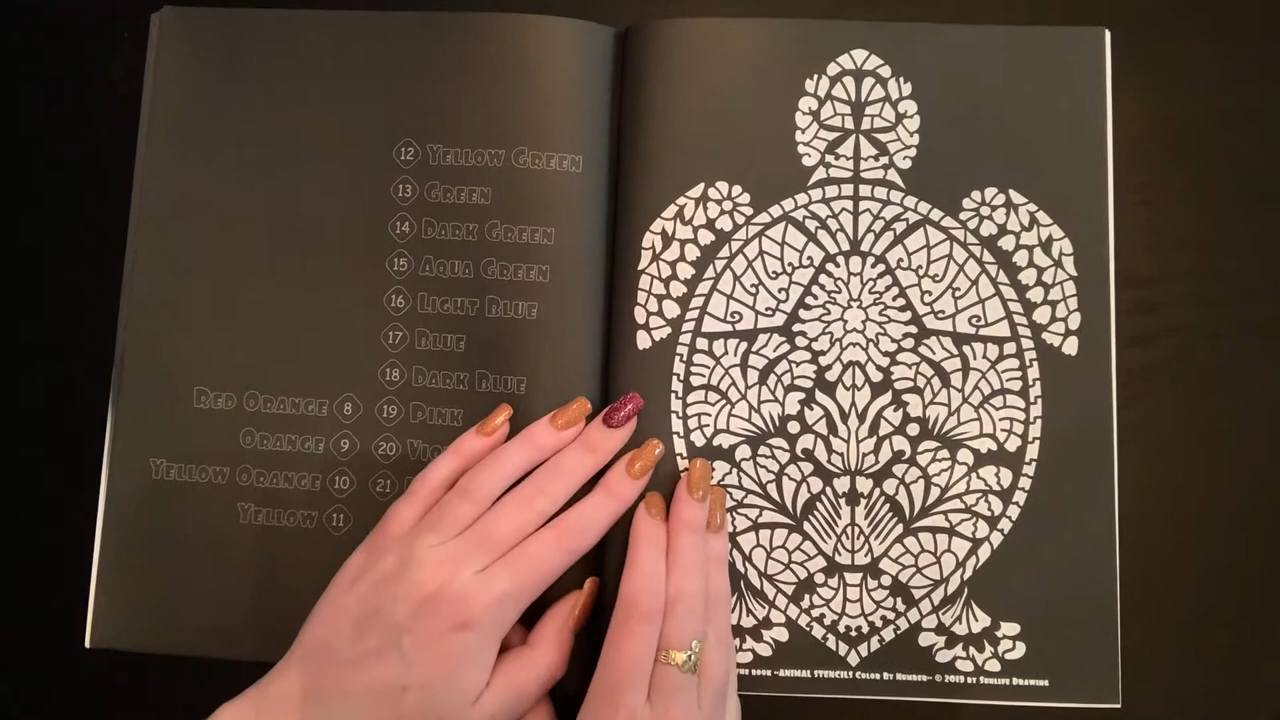 12 Yellow Green
13 Green
14 Dark Green
15 Aqua Green
16 Light Blue
17 Blue
18 Dark Blue
Red Orange 8
19 Pink
Orange 9
20
Yellow Orange 10
21
Yellow 11
book --ANIMAL STENCILS Color By Number-- © 2019 by Sunlife Drawing